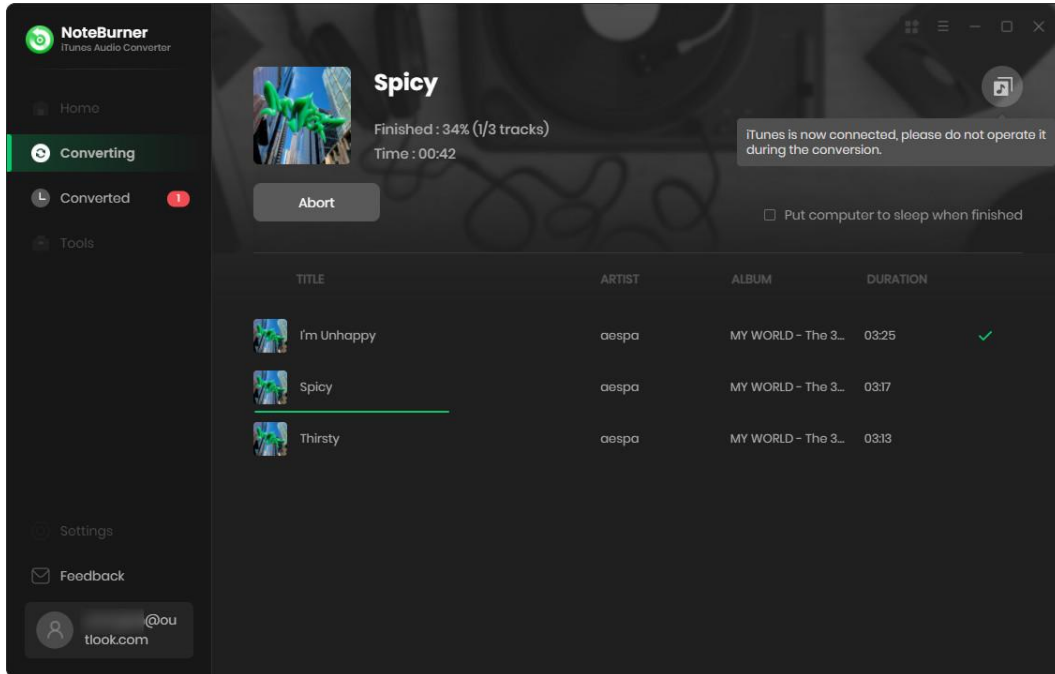 NoteBurner
iTunes Audio Converter
Home
Converting
Converted 1
Tools
Settings
Feedback
@ou
tlook.com
Spicy
Finished : 34% (1/3 tracks)
Time : 00:42
Abort
iTunes is now connected, please do not operate it
during the conversion.
Put computer to sleep when finished
TITLE ARTIST ALBUM DURATION
I'm Unhappy aespa MY WORLD - The 3... 03:25
Spicy aespa MY WORLD - The 3... 03:17
Thirsty aespa MY WORLD - The 3... 03:13